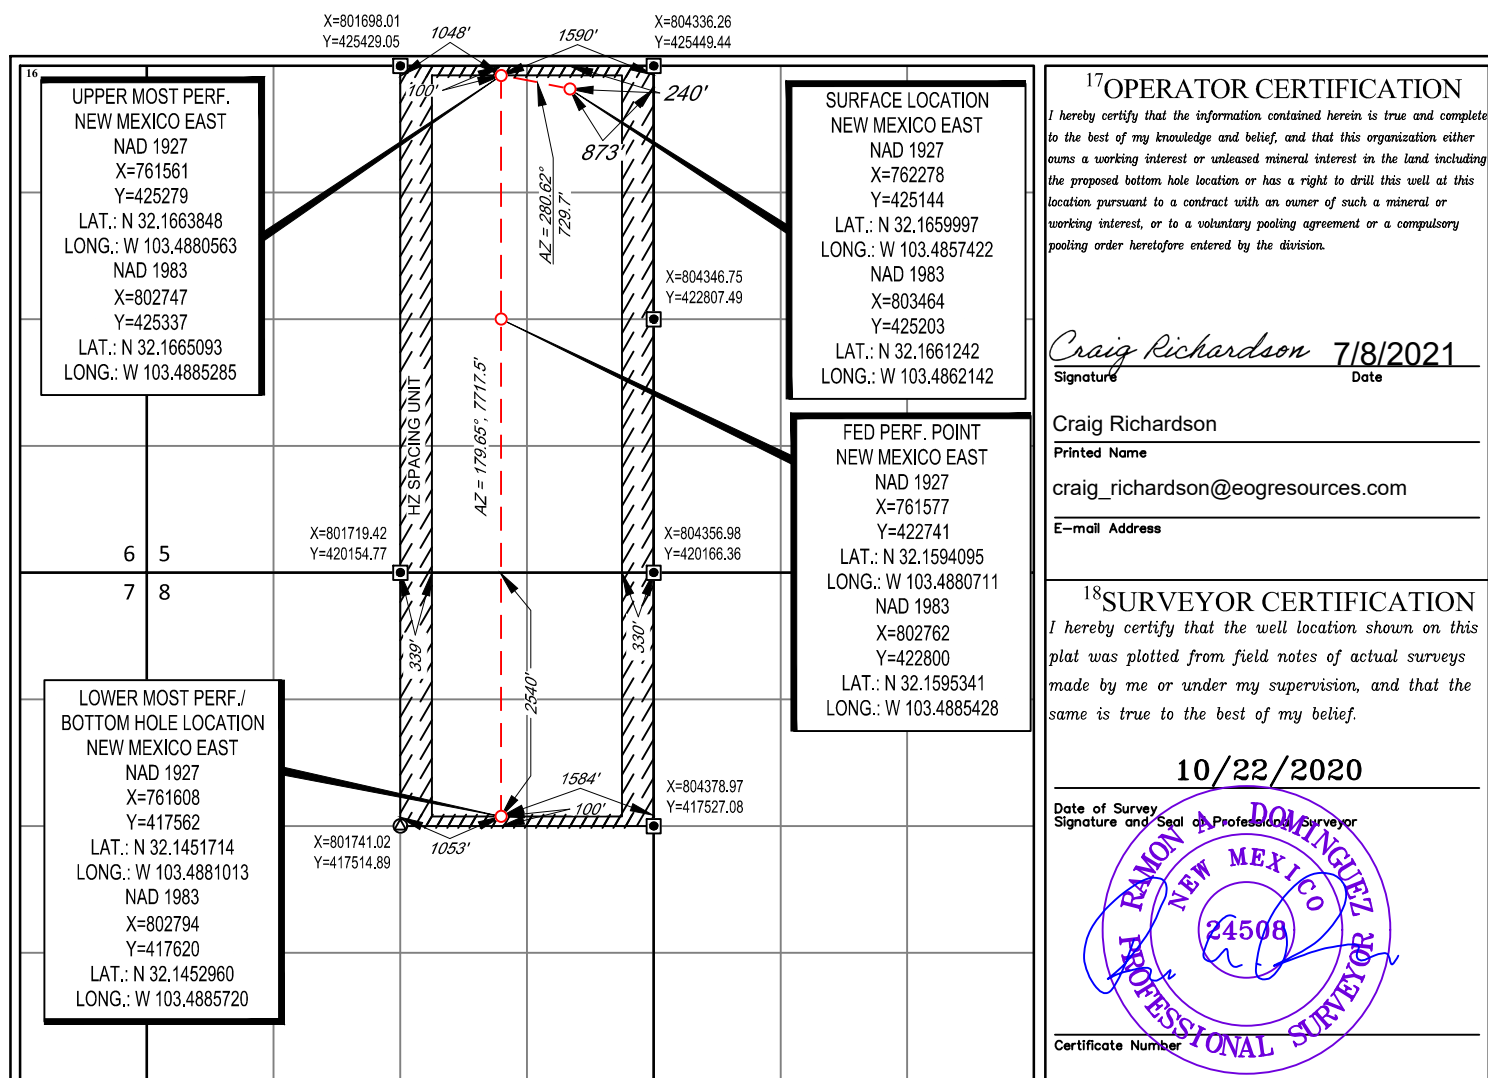 X=801698.01
Y=425429.05
1048'
1590'
X=804336.26
Y=425449.44
16
UPPER MOST PERF.
NEW MEXICO EAST
NAD 1927
X=761561
Y=425279
LAT.: N 32.1663848
LONG.: W 103.4880563
NAD 1983
X=802747
Y=425337
LAT.: N 32.1665093
LONG.: W 103.4885285
100'
240'
873'
AZ = 280.62°
729.7'
SURFACE LOCATION
NEW MEXICO EAST
NAD 1927
X=762278
Y=425144
LAT.: N 32.1659997
LONG.: W 103.4857422
NAD 1983
X=803464
Y=425203
LAT.: N 32.1661242
LONG.: W 103.4862142
X=804346.75
Y=422807.49
HZ SPACING UNIT
AZ = 179.65°, 7717.5'
FED PERF. POINT
NEW MEXICO EAST
NAD 1927
X=761577
Y=422741
LAT.: N 32.1594095
LONG.: W 103.4880711
NAD 1983
X=802762
Y=422800
LAT.: N 32.1595341
LONG.: W 103.4885428
X=801719.42
Y=420154.77
X=804356.98
Y=420166.36
6 5
7 8
339'
330'
2540'
LOWER MOST PERF./
BOTTOM HOLE LOCATION
NEW MEXICO EAST
NAD 1927
X=761608
Y=417562
LAT.: N 32.1451714
LONG.: W 103.4881013
NAD 1983
X=802794
Y=417620
LAT.: N 32.1452960
LONG.: W 103.4885720
1584'
100'
X=804378.97
Y=417527.08
X=801741.02
Y=417514.89
1053'
17OPERATOR CERTIFICATION
I hereby certify that the information contained herein is true and complete
to the best of my knowledge and belief, and that this organization either
owns a working interest or unleased mineral interest in the land including
the proposed bottom hole location or has a right to drill this well at this
location pursuant to a contract with an owner of such a mineral or
working interest, or to a voluntary pooling agreement or a compulsory
pooling order heretofore entered by the division.
Craig Richardson 7/8/2021
Signature Date
Craig Richardson
Printed Name
craig_richardson@eogresources.com
E-mail Address
18SURVEYOR CERTIFICATION
I hereby certify that the well location shown on this
plat was plotted from field notes of actual surveys
made by me or under my supervision, and that the
same is true to the best of my belief.
10/22/2020
Date of Survey
Signature and Seal of Professional Surveyor
RAMON A. DOMINGUEZ
NEW MEXICO
24508
PROFESSIONAL SURVEYOR
Certificate Number